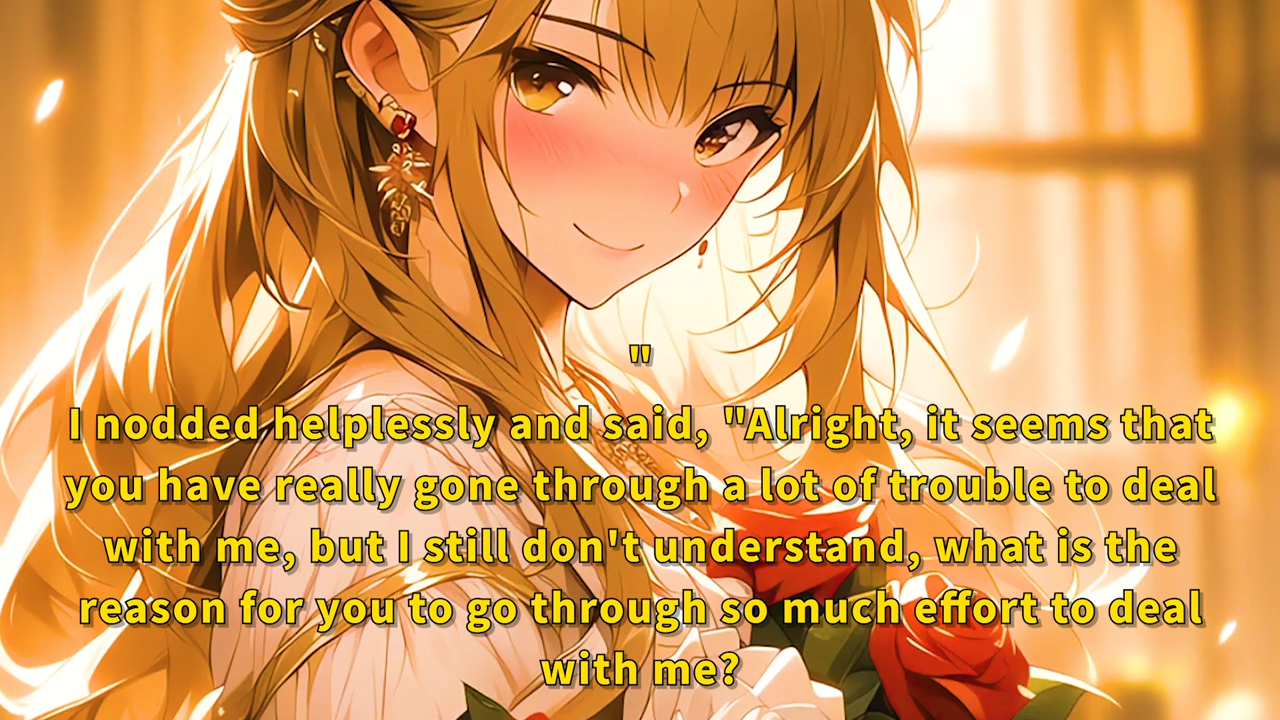 "
I nodded helplessly and said, "Alright, it seems that
you have really gone through a lot of trouble to deal
with me, but I still don't understand, what is the
reason for you to go through so much effort to deal
with me?